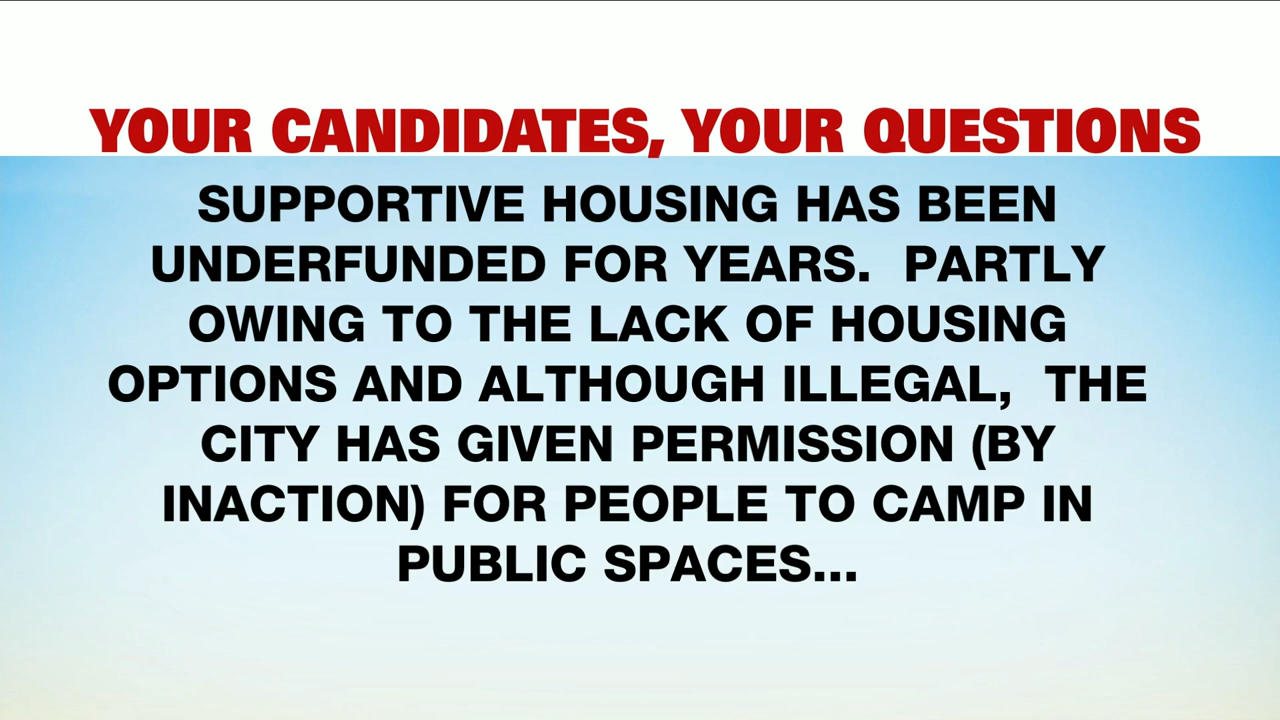 YOUR CANDIDATES, YOUR QUESTIONS
SUPPORTIVE HOUSING HAS BEEN
UNDERFUNDED FOR YEARS.  PARTLY
OWING TO THE LACK OF HOUSING
OPTIONS AND ALTHOUGH ILLEGAL,  THE
CITY HAS GIVEN PERMISSION (BY
INACTION) FOR PEOPLE TO CAMP IN
PUBLIC SPACES...